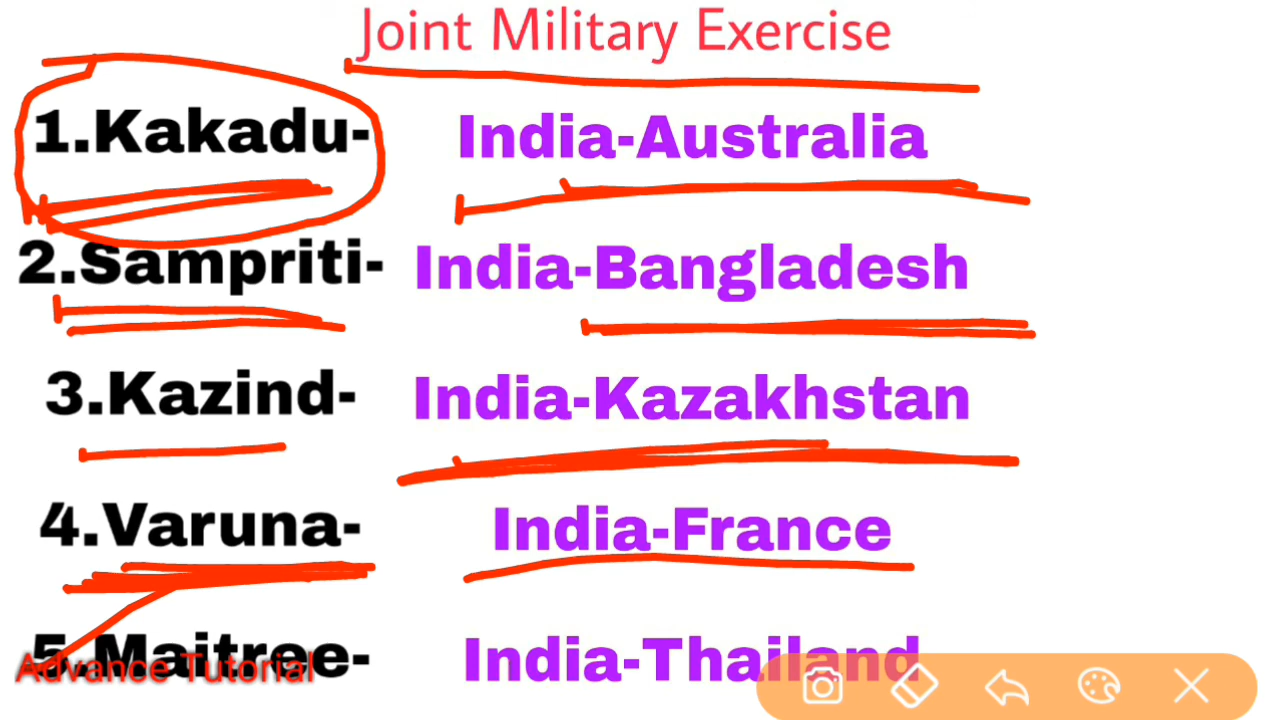 Joint Military Exercise
1.Kakadu- India-Australia
2.Sampriti- India-Bangladesh
3.Kazind- India-Kazakhstan
4.Varuna- India-France
5.Maitree- India-Thailand
Advance Tutorial